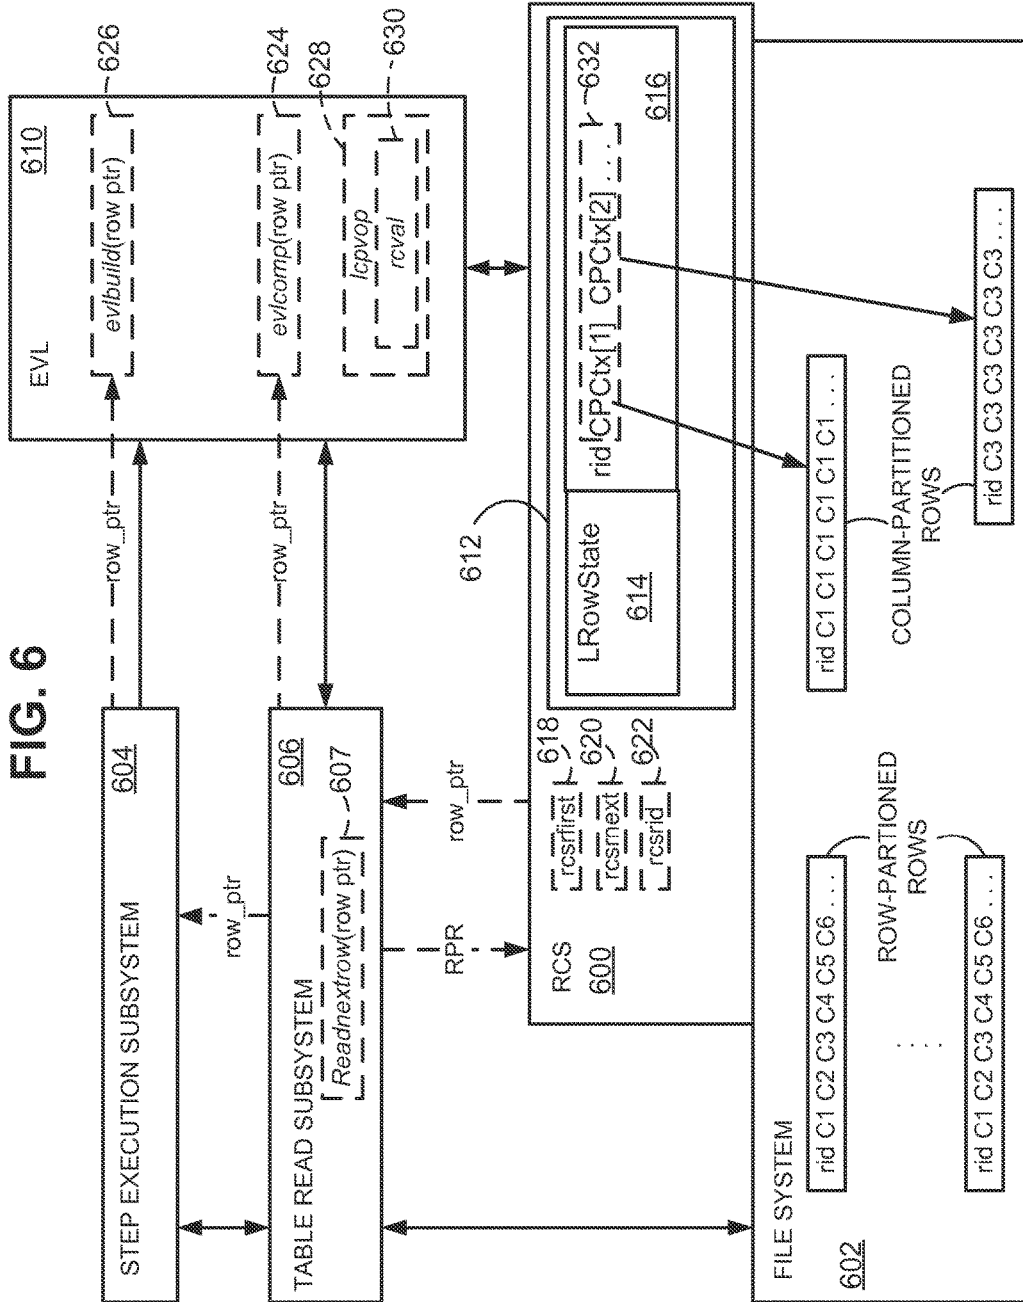 FIG. 6
STEP EXECUTION SUBSYSTEM
604
row_ptr
row_ptr
TABLE READ SUBSYSTEM
606
Readnextrow(row ptr)
607
row_ptr
EVL
610
evlbuild(row ptr)
626
evlcomp(row ptr)
624
lcpvop
628
rcval
630
RPR
row_ptr
RCS
600
rcsrfirst
618
rcsrnext
620
rcsrid
622
612
LRowState
614
rid CPCtx[1] CPCtx[2] . . .
632
616
FILE SYSTEM
602
rid C1 C2 C3 C4 C5 C6 . . .
. . . .
rid C1 C2 C3 C4 C5 C6 . . .
ROW-PARTITIONED
ROWS
rid C1 C1 C1 C1 C1 C1 . . .
COLUMN-PARTITIONED
ROWS
rid C3 C3 C3 C3 C3 C3 . . .